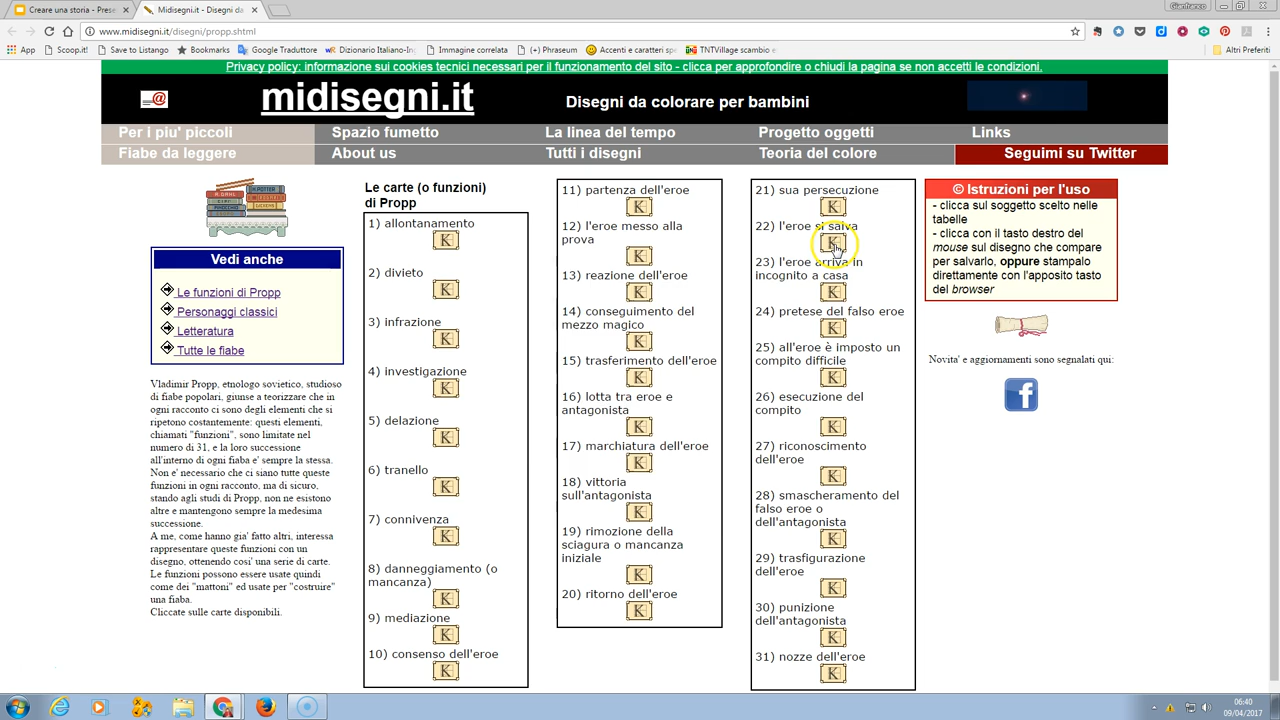 Creare una storia - Prese
Midisegni.it - Disegni da
Gianfranco
www.midisegni.it/disegni/propp.shtml
App
Scoop.it!
Save to Listango
Bookmarks
Google Traduttore
Dizionario Italiano-In
Immagine correlata
(+) Phraseum
Accenti e caratteri spe
TNTVillage scambio e
Altri Preferiti
Privacy policy: informazione sui cookies tecnici necessari per il funzionamento del sito - clicca per approfondire o chiudi la pagina se non accetti le condizioni.
midisegni.it
Disegni da colorare per bambini
Per i piu' piccoli
Spazio fumetto
La linea del tempo
Progetto oggetti
Links
Fiabe da leggere
About us
Tutti i disegni
Teoria del colore
Seguimi su Twitter
Vedi anche
Le funzioni di Propp
Personaggi classici
Letteratura
Tutte le fiabe
Vladimir Propp, etnologo sovietico, studioso
di fiabe popolari, giunse a teorizzare che in
ogni racconto ci sono degli elementi che si
ripetono costantemente: questi elementi,
chiamati "funzioni", sono limitate nel
numero di 31, e la loro successione
all'interno di ogni fiaba e' sempre la stessa.
Non e' necessario che ci siano tutte queste
funzioni in ogni racconto, ma di sicuro,
stando agli studi di Propp, non ne esistono
altre e mantengono sempre la medesima
successione.
A me, come hanno gia' fatto altri, interessa
rappresentare queste funzioni con un
disegno, ottenendo cosi' una serie di carte.
Le funzioni possono essere usate quindi
come dei "mattoni" ed usate per "costruire"
una fiaba.
Cliccate sulle carte disponibili.
Le carte (o funzioni)
di Propp
1) allontanamento
2) divieto
3) infrazione
4) investigazione
5) delazione
6) tranello
7) connivenza
8) danneggiamento (o
mancanza)
9) mediazione
10) consenso dell'eroe
11) partenza dell'eroe
12) l'eroe messo alla
prova
13) reazione dell'eroe
14) conseguimento del
mezzo magico
15) trasferimento dell'eroe
16) lotta tra eroe e
antagonista
17) marchiatura dell'eroe
18) vittoria
sull'antagonista
19) rimozione della
sciagura o mancanza
iniziale
20) ritorno dell'eroe
21) sua persecuzione
22) l'eroe si salva
23) l'eroe arriva in
incognito a casa
24) pretese del falso eroe
25) all'eroe è imposto un
compito difficile
26) esecuzione del
compito
27) riconoscimento
dell'eroe
28) smascheramento del
falso eroe o
dell'antagonista
29) trasfigurazione
dell'eroe
30) punizione
dell'antagonista
31) nozze dell'eroe
© Istruzioni per l'uso
- clicca sul soggetto scelto nelle
tabelle
- clicca con il tasto destro del
mouse sul disegno che compare
per salvarlo, oppure stampalo
direttamente con l'apposito tasto
del browser
Novita' e aggiornamenti sono segnalati qui:
06:40
09/04/2017